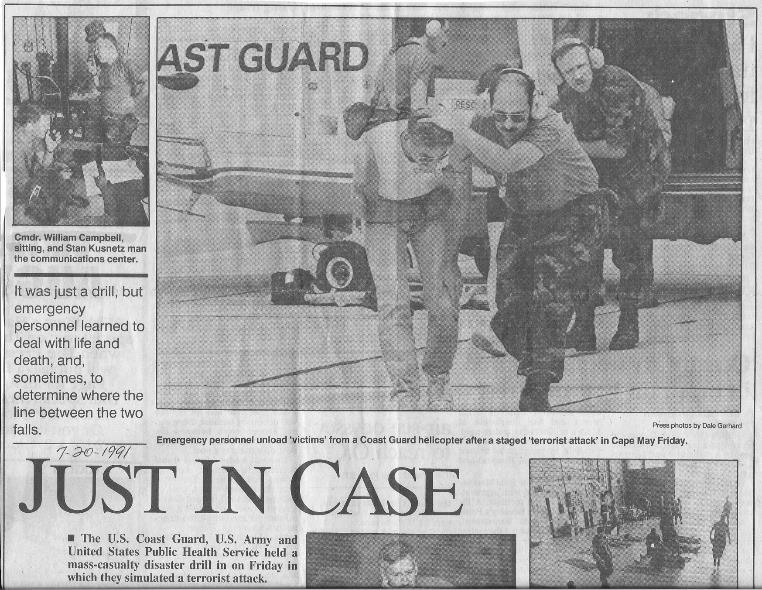 AST GUARD
RESC
Cmdr. William Campbell,
sitting, and Stan Kusnetz man
the communications center.
It was just a drill, but
emergency
personnel learned to
deal with life and
death, and,
sometimes, to
determine where the
line between the two
falls.
Press photos by Dale Gerhard
Emergency personnel unload 'victims' from a Coast Guard helicopter after a staged 'terrorist attack' in Cape May Friday.
7-20-1991
JUST IN CASE
■ The U.S. Coast Guard, U.S. Army and
United States Public Health Service held a
mass-casualty disaster drill in on Friday in
which they simulated a terrorist attack.